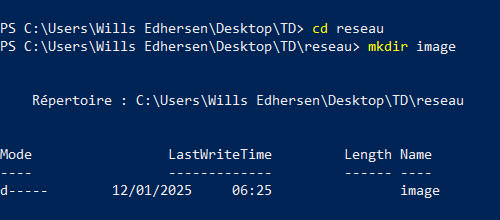 PS C:\Users\Wills Edhersen\Desktop\TD> cd reseau
PS C:\Users\Wills Edhersen\Desktop\TD\reseau> mkdir image
Répertoire : C:\Users\Wills Edhersen\Desktop\TD\reseau
Mode LastWriteTime Length Name
---- ------------- ------ ----
d----- 12/01/2025 06:25 image